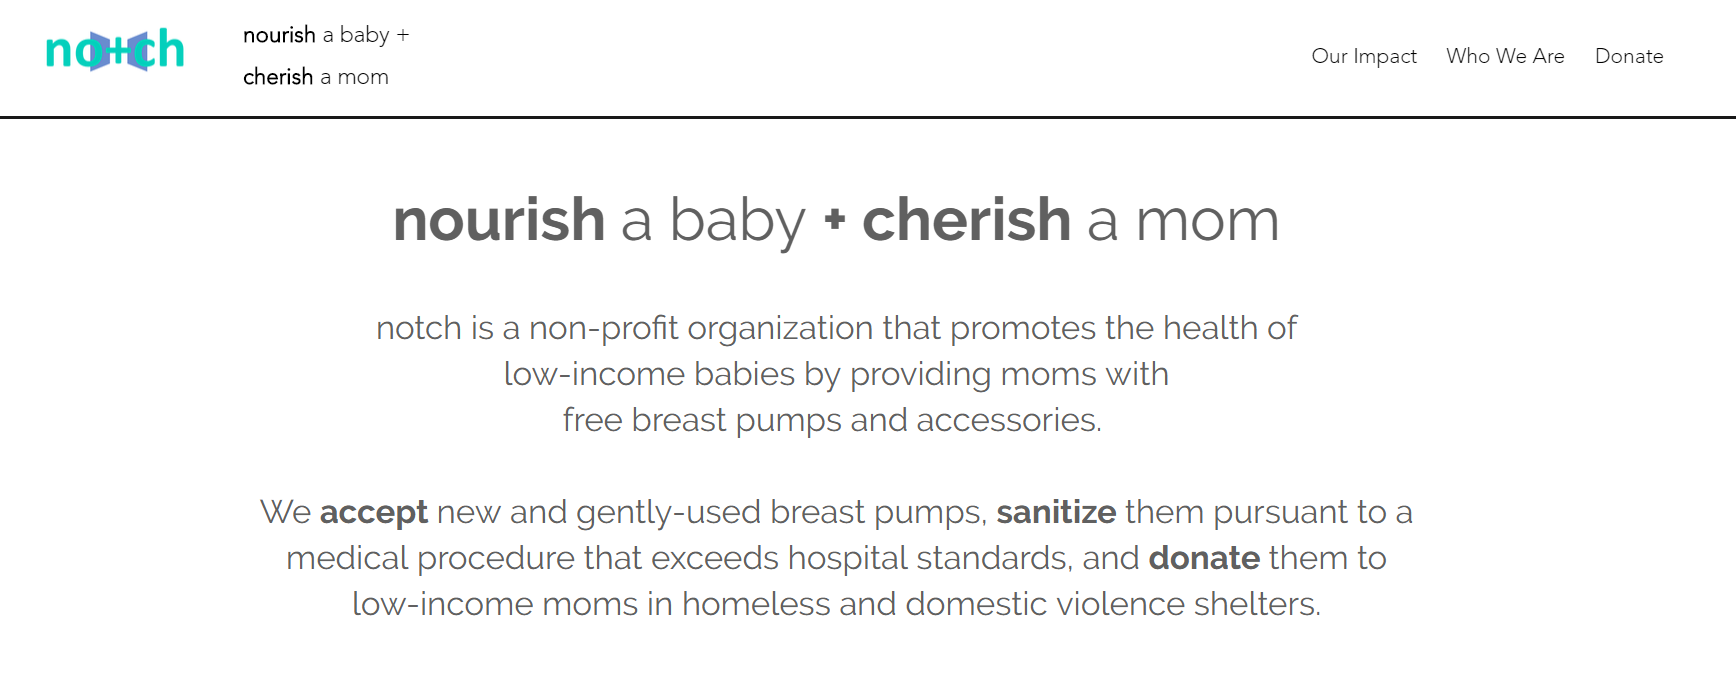 no+ch
nourish a baby +
cherish a mom
Our Impact Who We Are Donate
nourish a baby + cherish a mom
notch is a non-profit organization that promotes the health of
low-income babies by providing moms with
free breast pumps and accessories.
We accept new and gently-used breast pumps, sanitize them pursuant to a
medical procedure that exceeds hospital standards, and donate them to
low-income moms in homeless and domestic violence shelters.